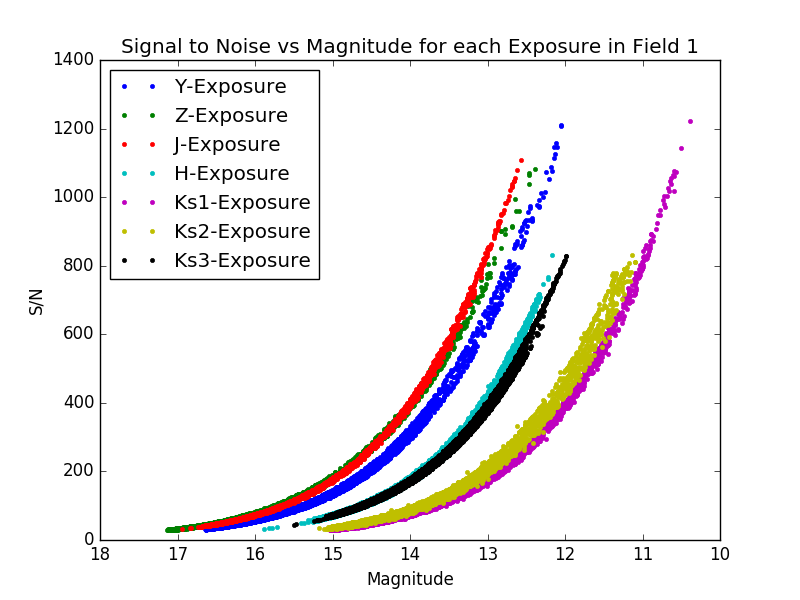 Signal to Noise vs Magnitude for each Exposure in Field 1
1400
1200
1000
800
600
400
200
0
S/N
Y-Exposure
Z-Exposure
J-Exposure
H-Exposure
Ks1-Exposure
Ks2-Exposure
Ks3-Exposure
18 17 16 15 14 13 12 11 10
Magnitude